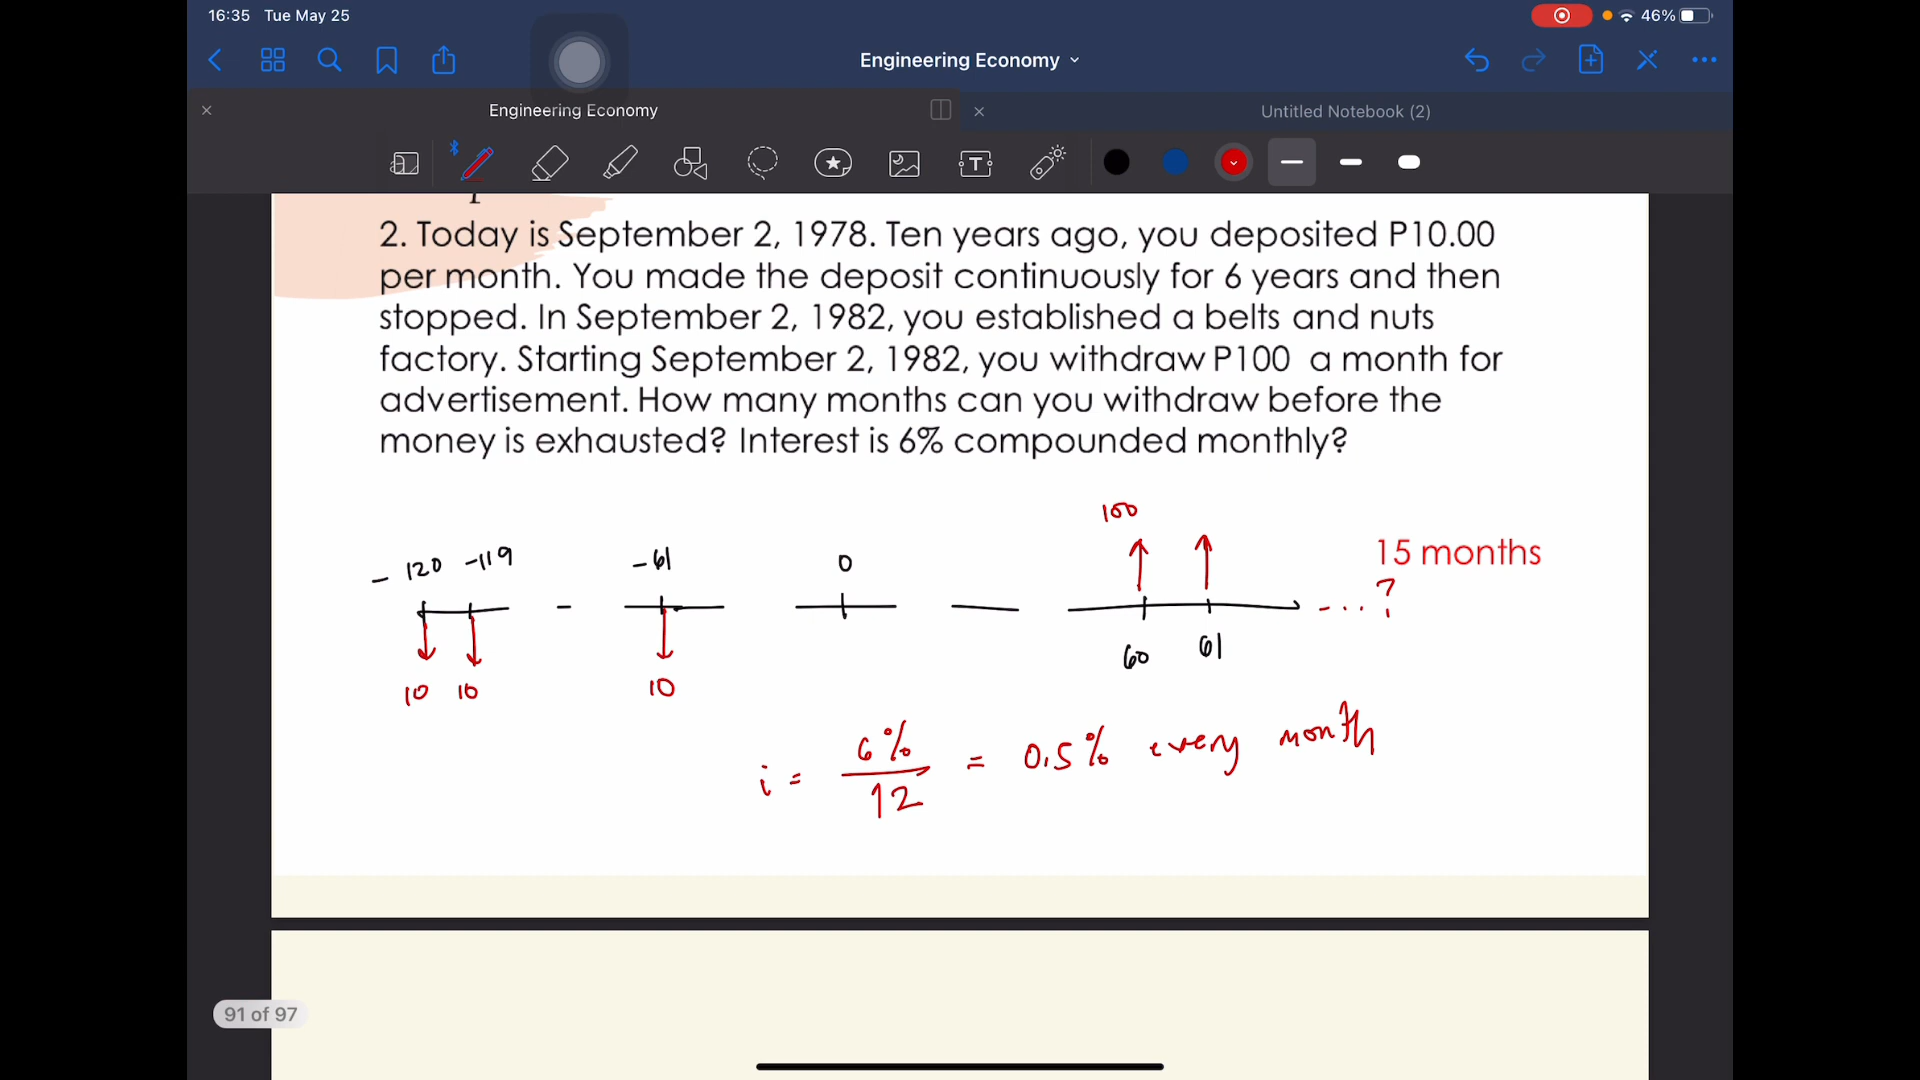 16:35 Tue May 25
46%
Engineering Economy
Engineering Economy
Untitled Notebook (2)
2. Today is September 2, 1978. Ten years ago, you deposited P10.00
per month. You made the deposit continuously for 6 years and then
stopped. In September 2, 1982, you established a belts and nuts
factory. Starting September 2, 1982, you withdraw P100 a month for
advertisement. How many months can you withdraw before the
money is exhausted? Interest is 6% compounded monthly?
100
-120 -119 -61 0 15 months
- ...?
60 61
10 10 10
i = 6% / 12 = 0.5% every month
91 of 97